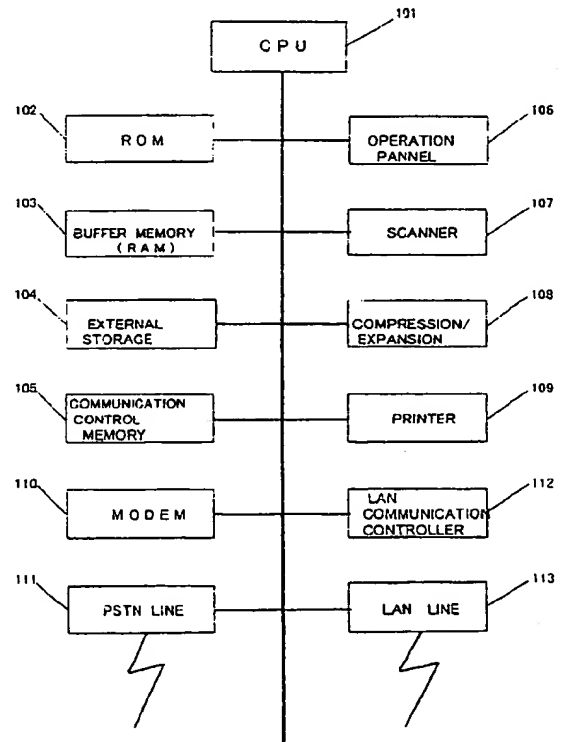 101
CPU
102
ROM
106
OPERATION
PANNEL
103
BUFFER MEMORY
(RAM)
107
SCANNER
104
EXTERNAL
STORAGE
108
COMPRESSION/
EXPANSION
105
COMMUNICATION
CONTROL
MEMORY
109
PRINTER
110
MODEM
112
LAN
COMMUNICATION
CONTROLLER
111
PSTN LINE
113
LAN LINE